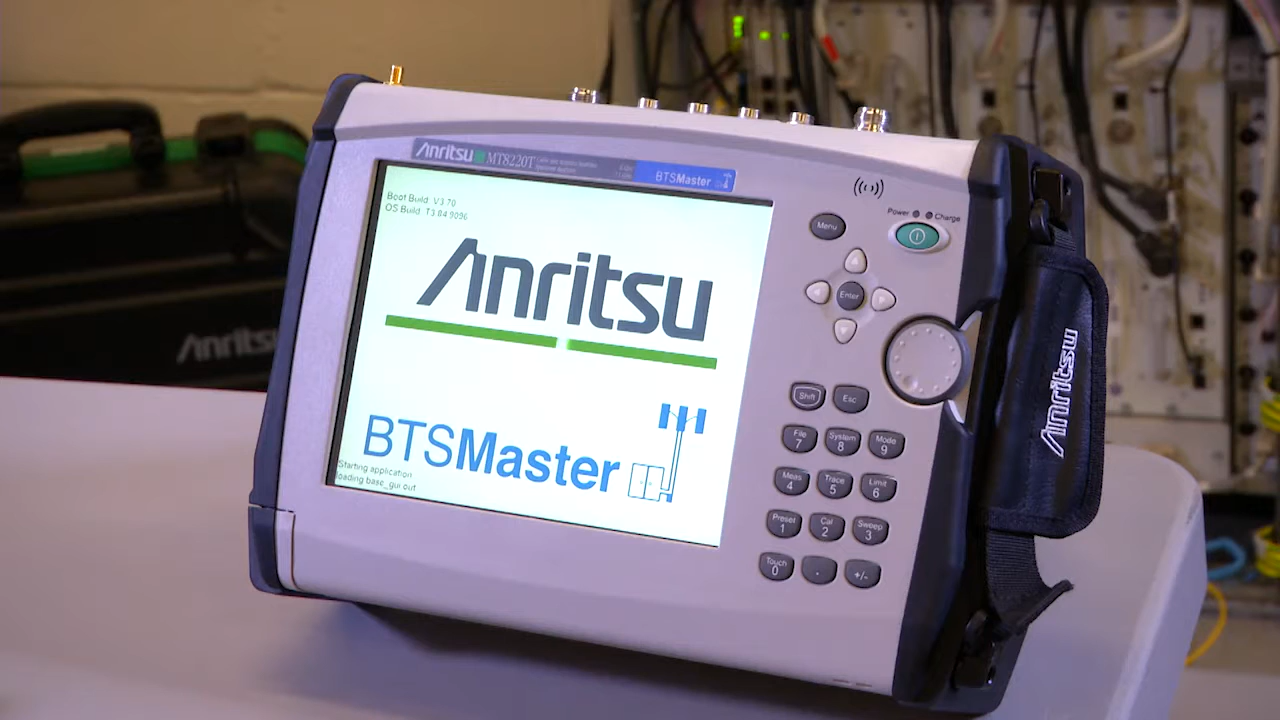 Anritsu MT8220T
BTSMaster
Boot Build: V3.70
OS Build: T3.84.9096
Anritsu
BTSMaster
Starting application
loading base_gui.out
Menu
Power
Charge
Enter
Shift
Esc
File
7
System
8
Mode
9
Meas
4
Trace
5
Limit
6
Preset
1
Cal
2
Sweep
3
Touch
0
.
+/-
Anritsu
Anritsu